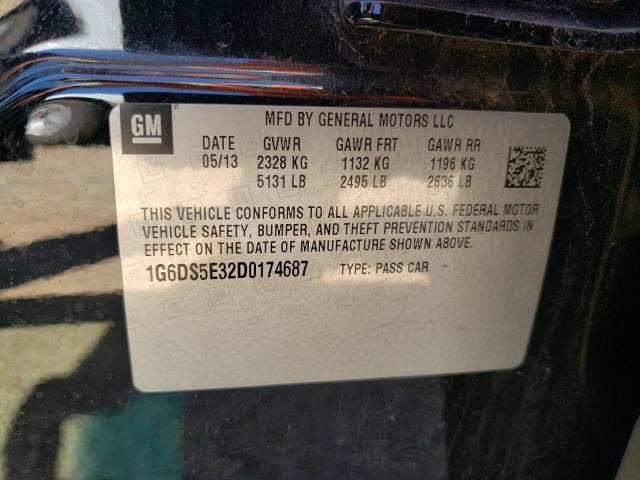 GM
MFD BY GENERAL MOTORS LLC
DATE GVWR GAWR FRT GAWR RR
05/13 2328 KG 1132 KG 1196 KG
5131 LB 2495 LB 2636 LB
THIS VEHICLE CONFORMS TO ALL APPLICABLE U.S. FEDERAL MOTOR
VEHICLE SAFETY, BUMPER, AND THEFT PREVENTION STANDARDS IN
EFFECT ON THE DATE OF MANUFACTURE SHOWN ABOVE.
1G6DS5E32D0174687 TYPE: PASS CAR